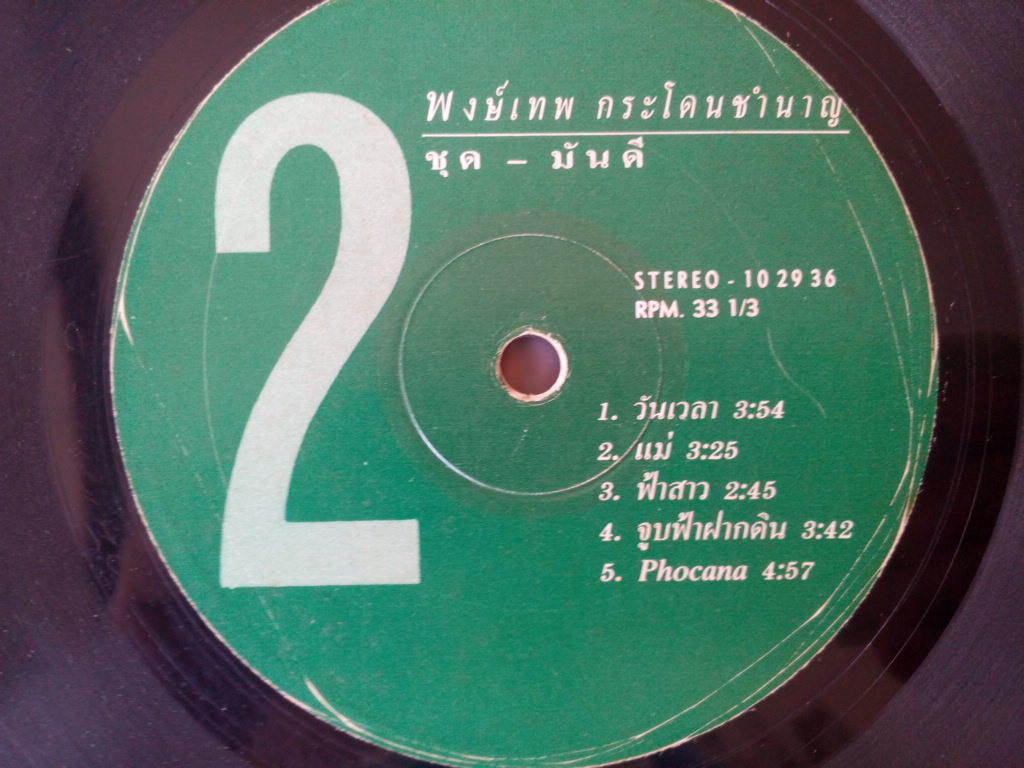 2
พงษ์เทพ กระโดนชำนาญ
ชุด – มันดี
STEREO - 10 29 36
RPM. 33 1/3
1. วันเวลา 3:54
2. แม่ 3:25
3. ฟ้าสาว 2:45
4. จูบฟ้าฝากดิน 3:42
5. Phocana 4:57